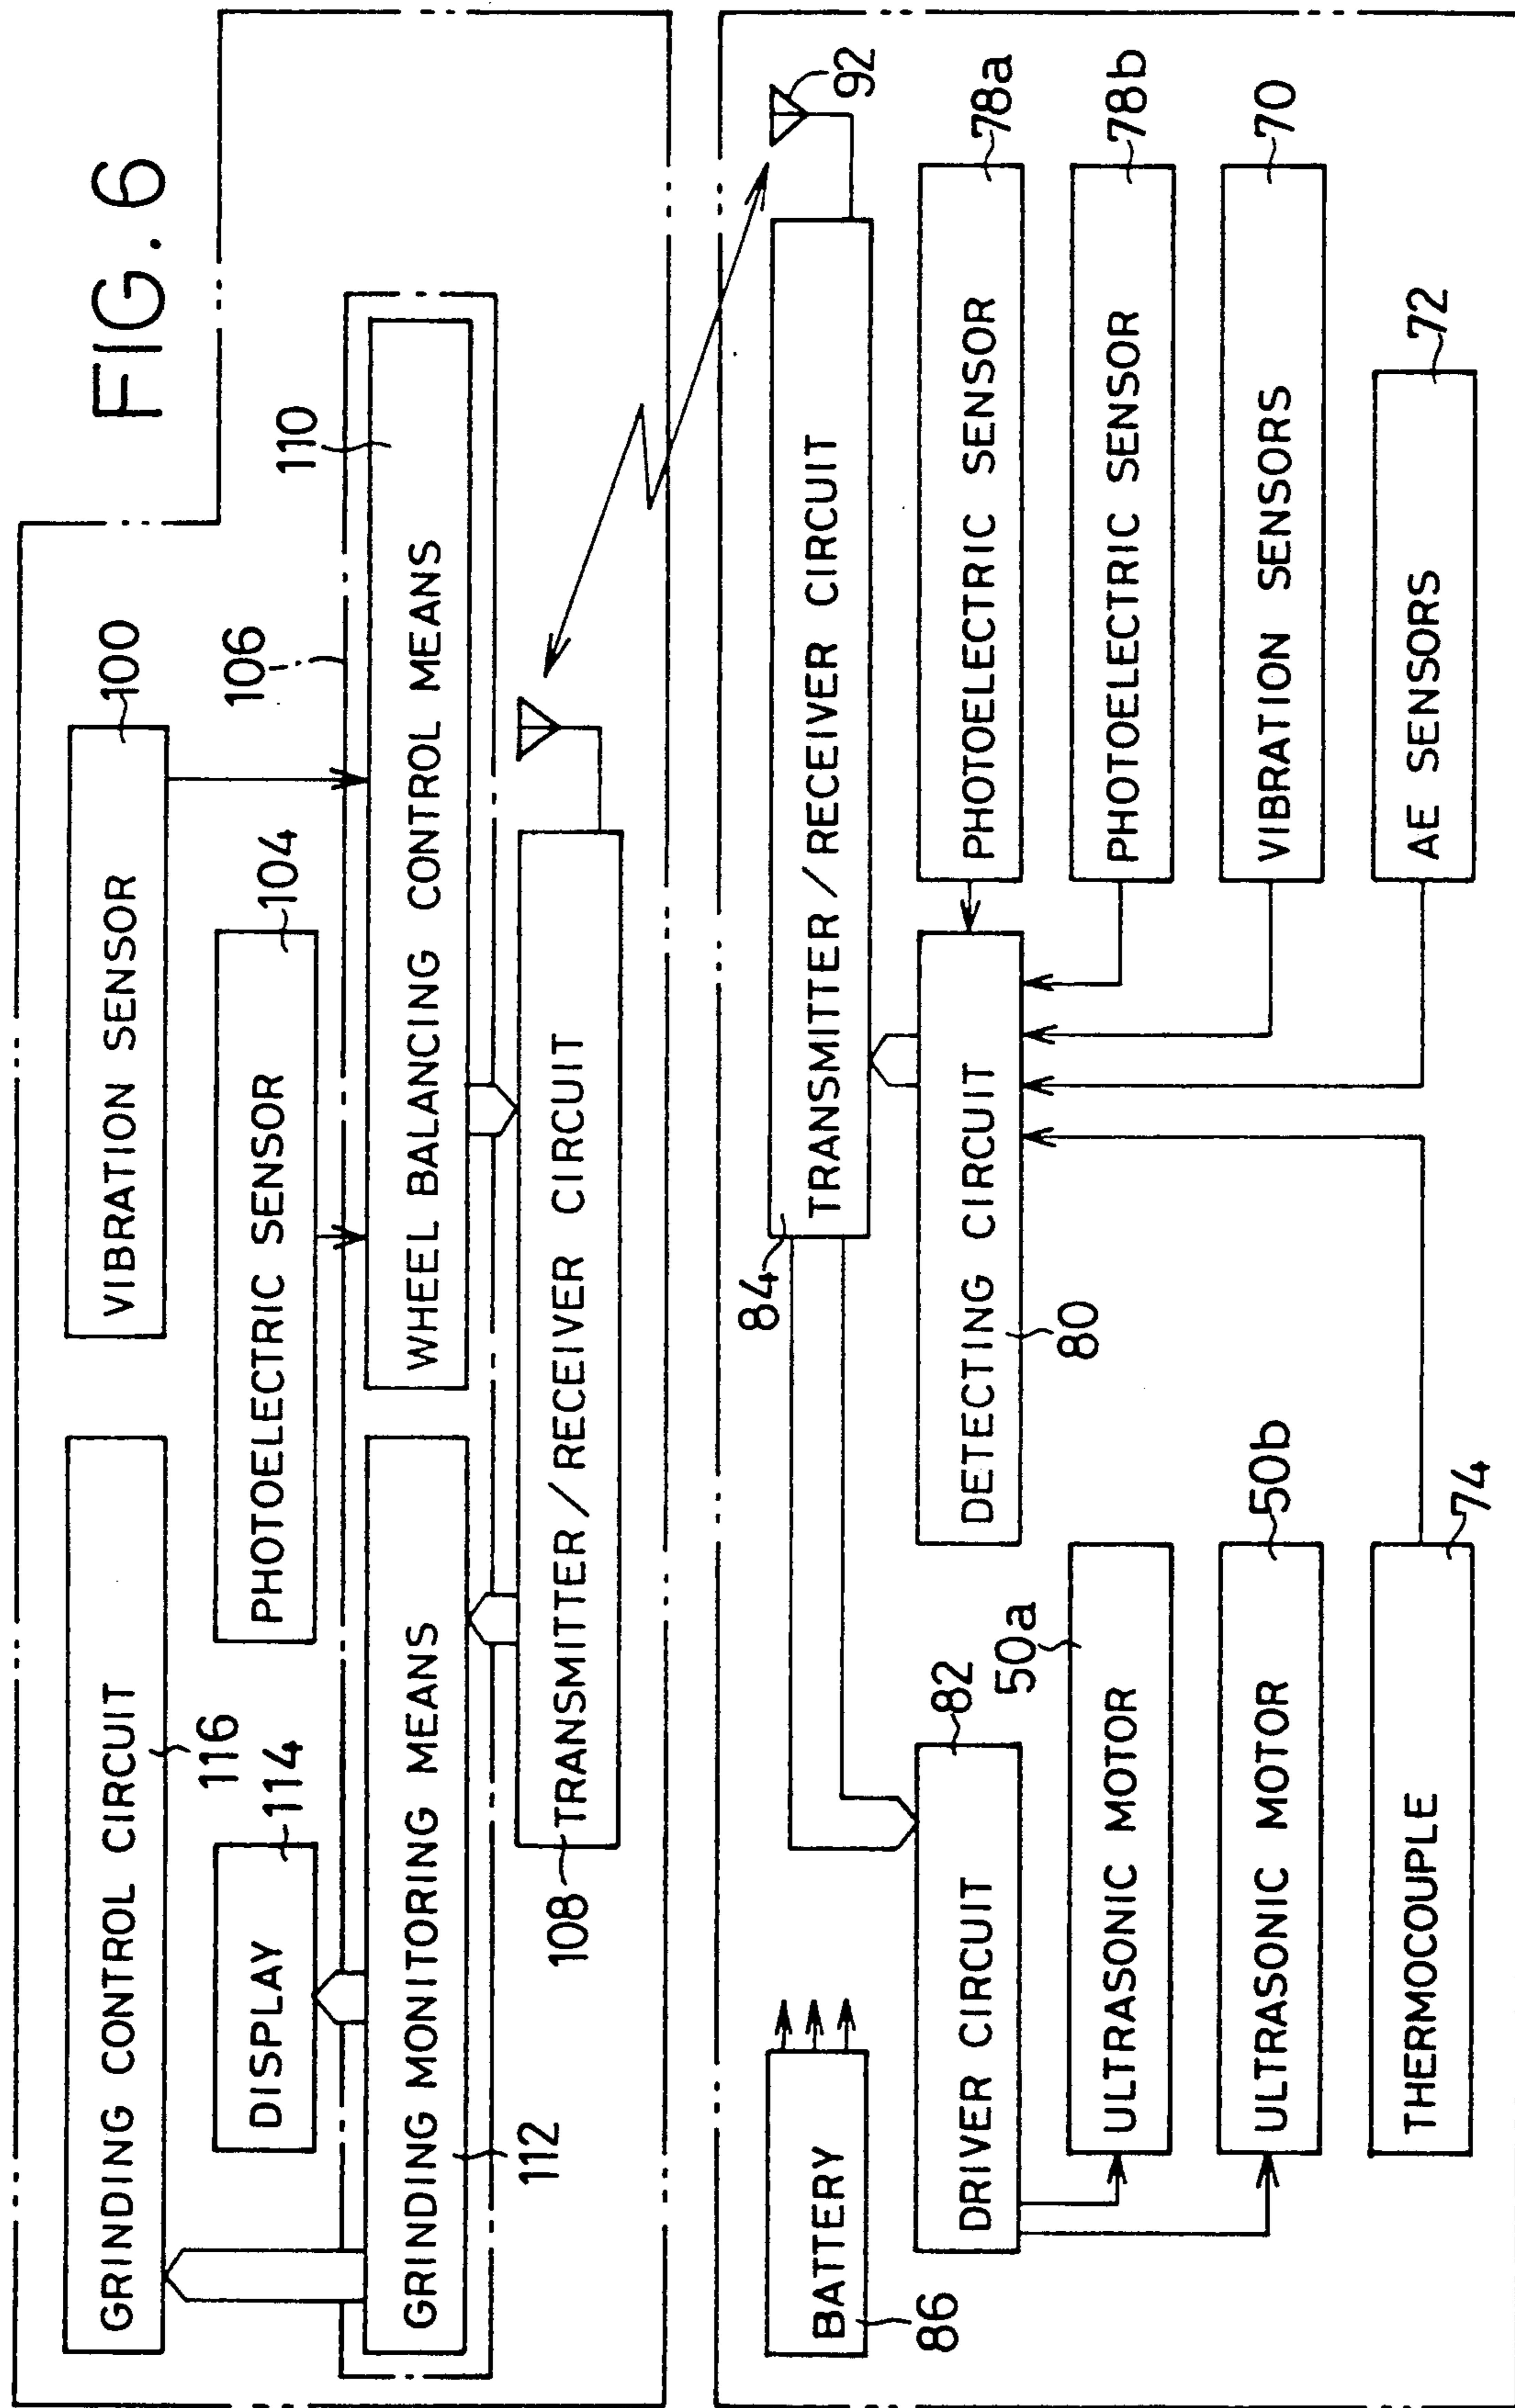 FIG. 6
GRINDING CONTROL CIRCUIT
116
VIBRATION SENSOR
100
DISPLAY
114
PHOTOELECTRIC SENSOR
104
106
GRINDING MONITORING MEANS
112
WHEEL BALANCING CONTROL MEANS
110
108
TRANSMITTER/RECEIVER CIRCUIT
BATTERY
86
84
TRANSMITTER/RECEIVER CIRCUIT
92
DRIVER CIRCUIT
82
DETECTING CIRCUIT
80
PHOTOELECTRIC SENSOR
78a
ULTRASONIC MOTOR
50a
PHOTOELECTRIC SENSOR
78b
ULTRASONIC MOTOR
50b
VIBRATION SENSORS
70
THERMOCOUPLE
74
AE SENSORS
72